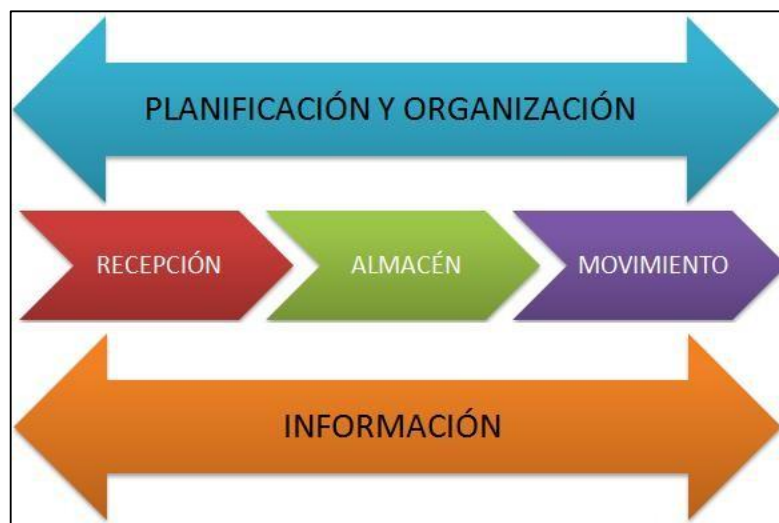 PLANIFICACIÓN Y ORGANIZACIÓN
RECEPCIÓN
ALMACÉN
MOVIMIENTO
INFORMACIÓN